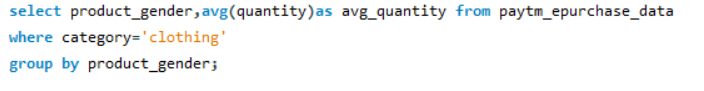 select product_gender,avg(quantity)as avg_quantity from paytm_epurchase_data
where category='clothing'
group by product_gender;